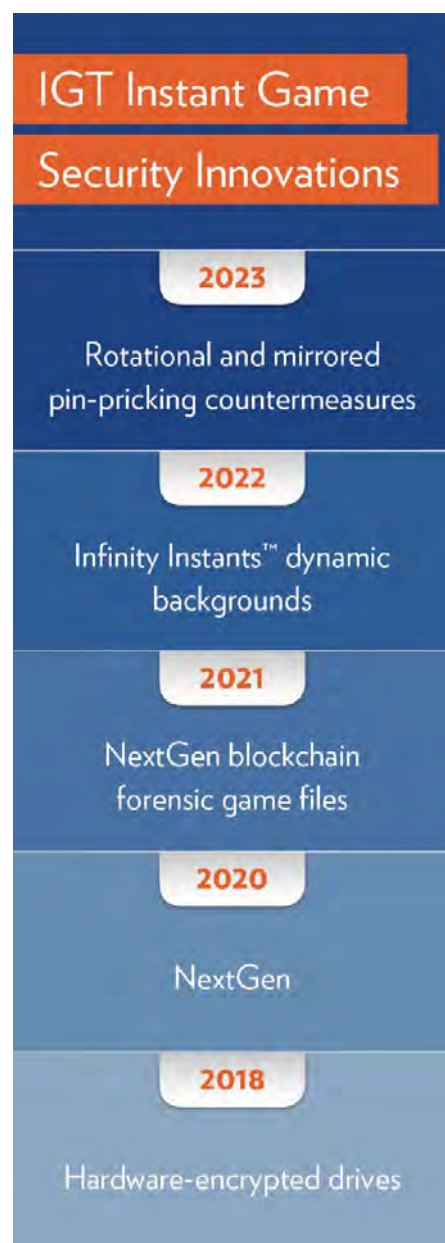 IGT Instant Game
Security Innovations
2023
Rotational and mirrored
pin-pricking countermeasures
2022
Infinity Instants™ dynamic
backgrounds
2021
NextGen blockchain
forensic game files
2020
NextGen
2018
Hardware-encrypted drives